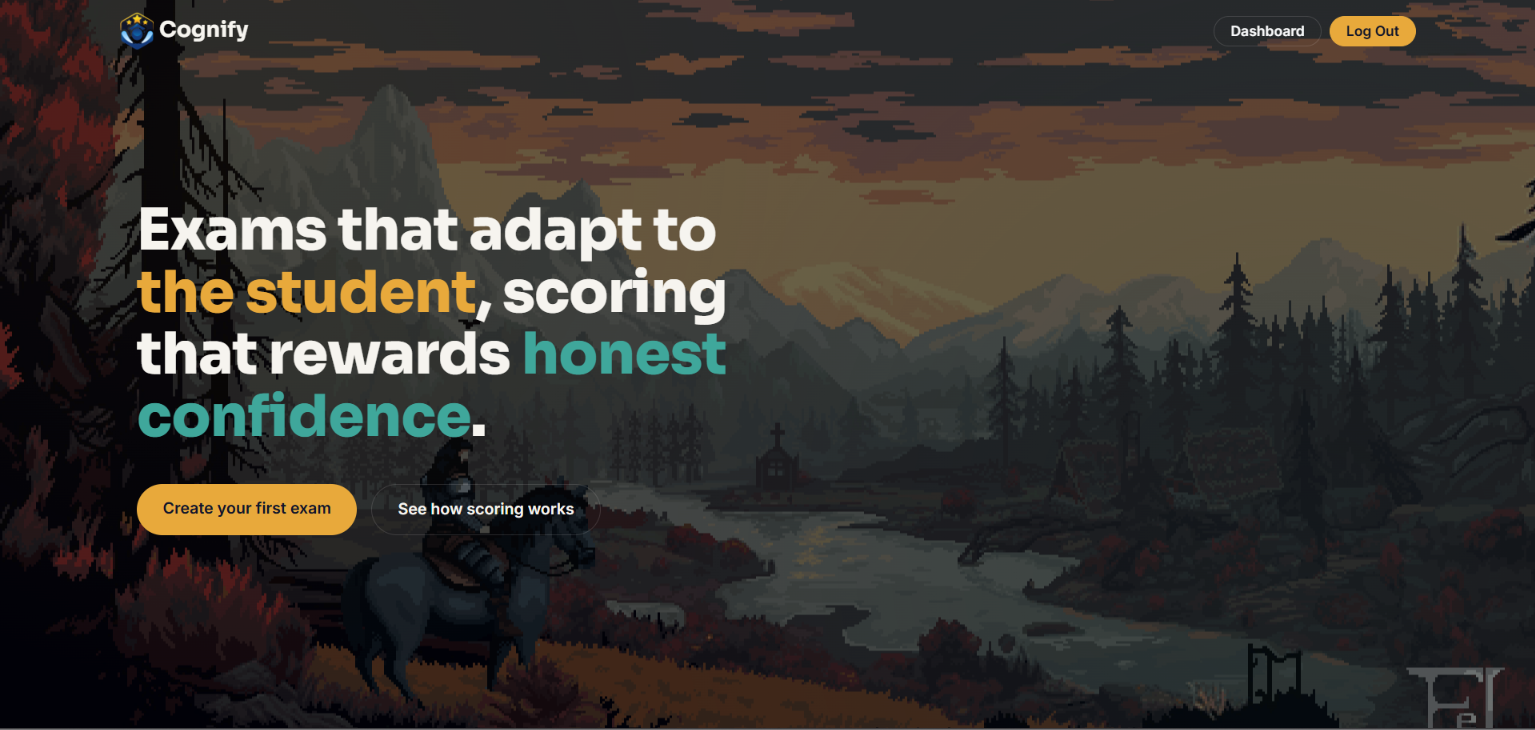 Cognify
Dashboard
Log Out
Exams that adapt to
the student, scoring
that rewards honest
confidence.
Create your first exam
See how scoring works